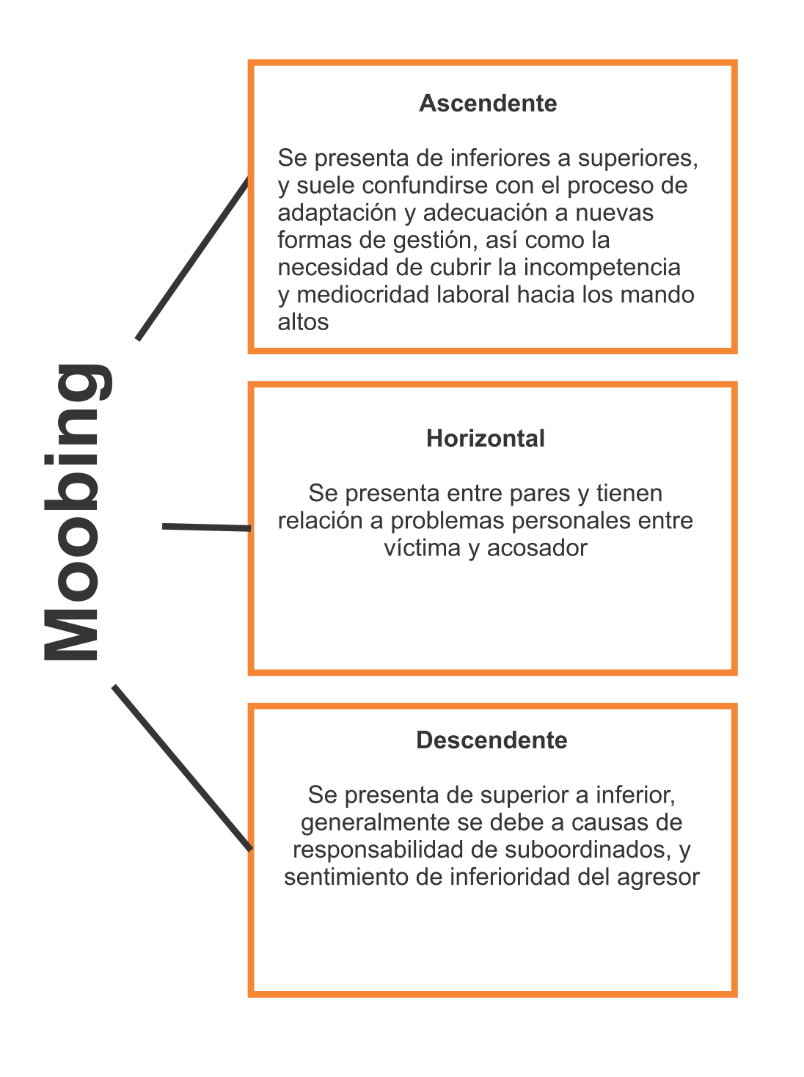 Moobing
Ascendente
Se presenta de inferiores a superiores,
y suele confundirse con el proceso de
adaptación y adecuación a nuevas
formas de gestión, así como la
necesidad de cubrir la incompetencia
y mediocridad laboral hacia los mando
altos
Horizontal
Se presenta entre pares y tienen
relación a problemas personales entre
víctima y acosador
Descendente
Se presenta de superior a inferior,
generalmente se debe a causas de
responsabilidad de suboordinados, y
sentimiento de inferioridad del agresor